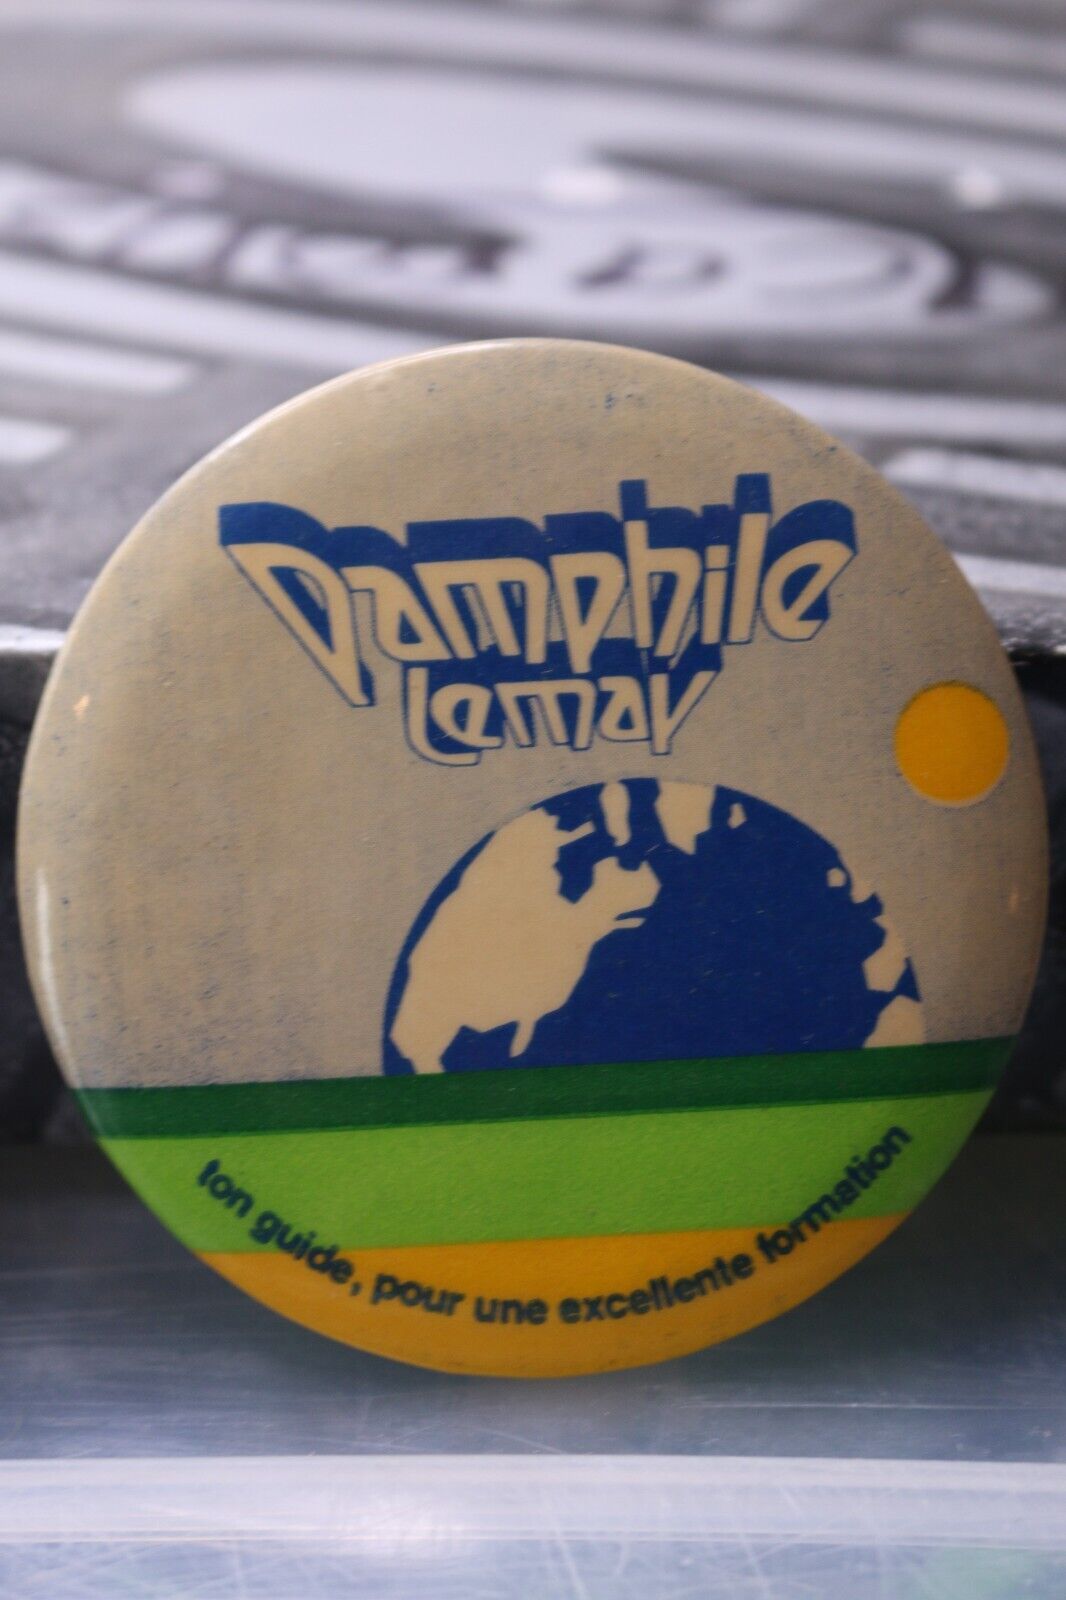 Pamphile
Lemay
ton guide, pour une excellente formation